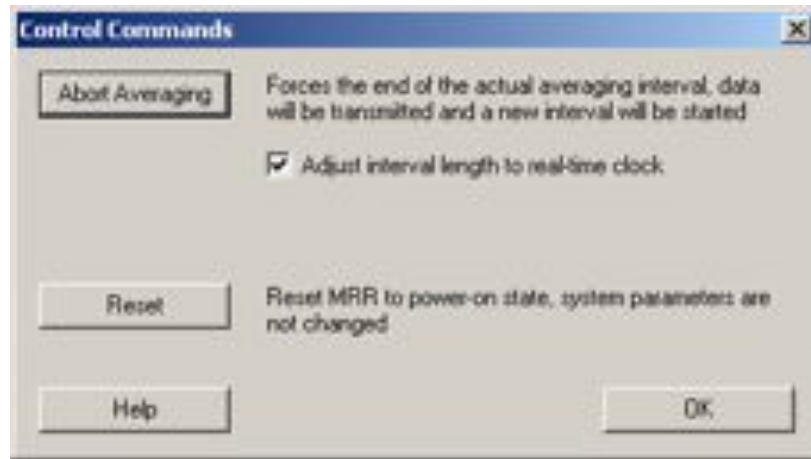 Control Commands
Abort Averaging
Forces the end of the actual averaging interval, data
will be transmitted and a new interval will be started
Adjust interval length to real-time clock
Reset
Reset MRR to power-on state, system parameters are
not changed
Help
OK